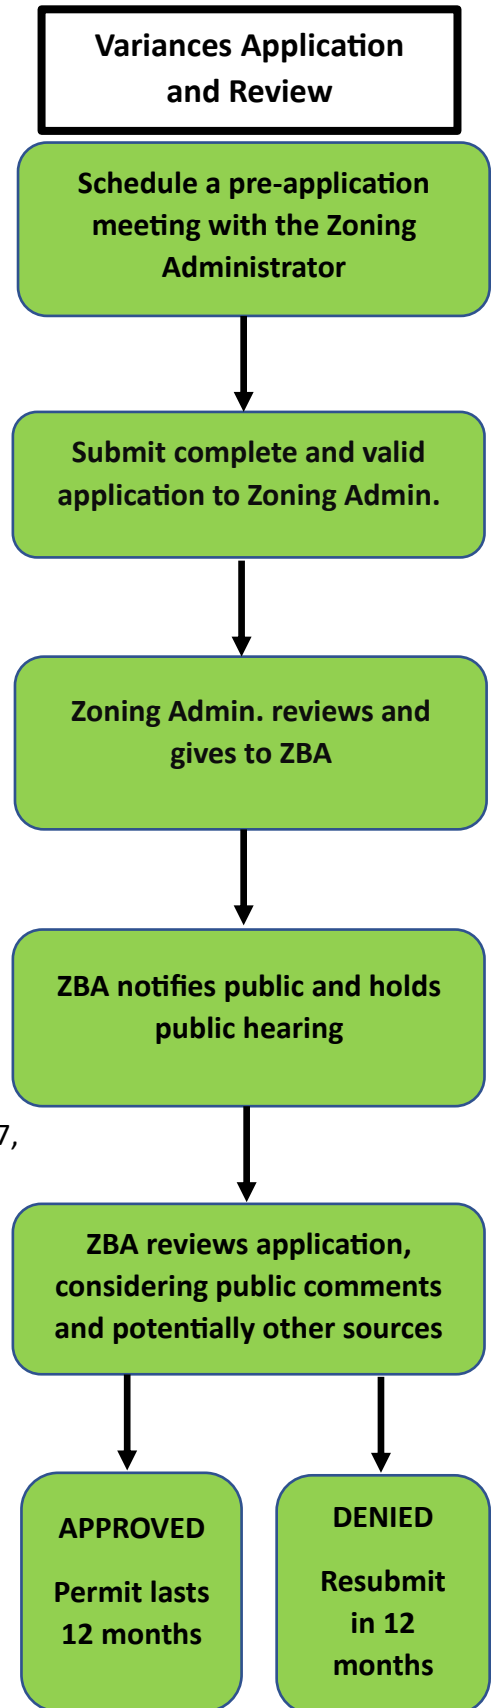 Variances Application
and Review
Schedule a pre-application
meeting with the Zoning
Administrator
Submit complete and valid
application to Zoning Admin.
Zoning Admin. reviews and
gives to ZBA
ZBA notifies public and holds
public hearing
7,
ZBA reviews application,
considering public comments
and potentially other sources
APPROVED
Permit lasts
12 months
DENIED
Resubmit
in 12
months